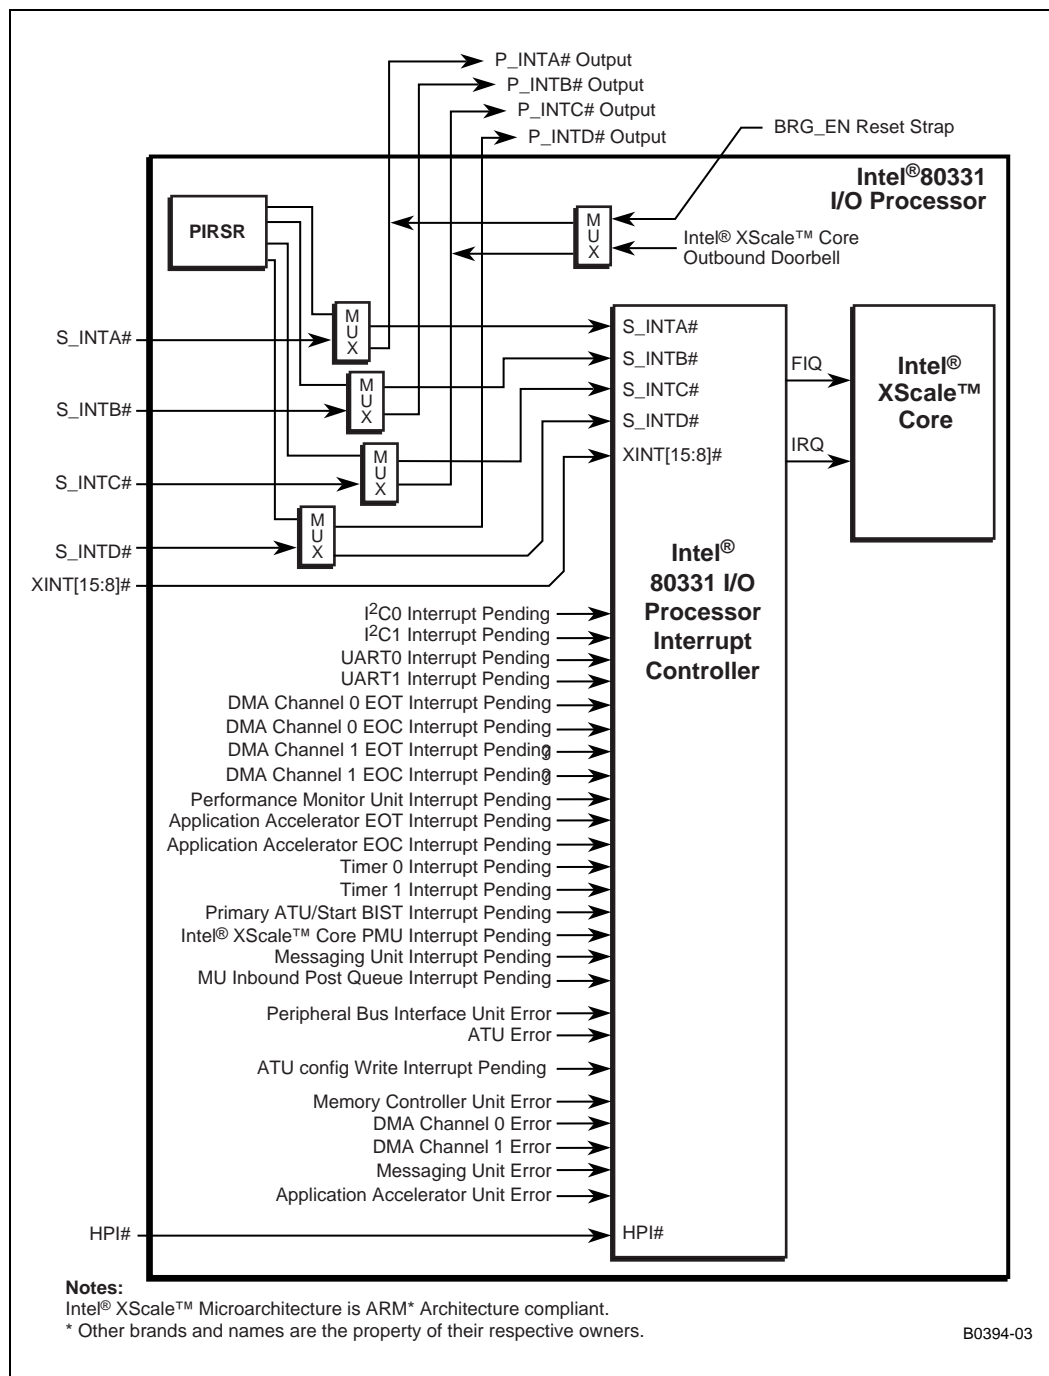 P_INTA# Output
P_INTB# Output
P_INTC# Output
P_INTD# Output
BRG_EN Reset Strap
Intel®80331
I/O Processor
PIRSR
M
U
X
Intel® XScale™ Core
Outbound Doorbell
S_INTA#
M
U
X
S_INTB#
M
U
X
S_INTC#
M
U
X
S_INTD#
M
U
X
XINT[15:8]#
S_INTA#
S_INTB#
S_INTC#
S_INTD#
XINT[15:8]#
FIQ
IRQ
Intel®
XScale™
Core
Intel®
80331 I/O
Processor
Interrupt
Controller
I²C0 Interrupt Pending
I²C1 Interrupt Pending
UART0 Interrupt Pending
UART1 Interrupt Pending
DMA Channel 0 EOT Interrupt Pending
DMA Channel 0 EOC Interrupt Pending
DMA Channel 1 EOT Interrupt Pending
DMA Channel 1 EOC Interrupt Pending
Performance Monitor Unit Interrupt Pending
Application Accelerator EOT Interrupt Pending
Application Accelerator EOC Interrupt Pending
Timer 0 Interrupt Pending
Timer 1 Interrupt Pending
Primary ATU/Start BIST Interrupt Pending
Intel® XScale™ Core PMU Interrupt Pending
Messaging Unit Interrupt Pending
MU Inbound Post Queue Interrupt Pending
Peripheral Bus Interface Unit Error
ATU Error
ATU config Write Interrupt Pending
Memory Controller Unit Error
DMA Channel 0 Error
DMA Channel 1 Error
Messaging Unit Error
Application Accelerator Unit Error
HPI#
HPI#
Notes:
Intel® XScale™ Microarchitecture is ARM* Architecture compliant.
* Other brands and names are the property of their respective owners.
B0394-03